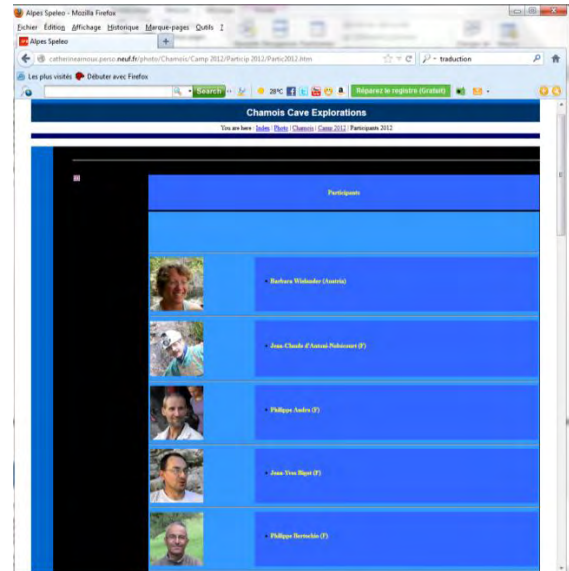 Alpes Speleo - Mozilla Firefox
Fichier Édition Affichage Historique Marque-pages Outils ?
Alpes Speleo
catherinearnoux.perso.neuf.fr/photo/Chamois/Camp 2012/Particip 2012/Partic2012.htm
traduction
Les plus visités Débuter avec Firefox
Search 28°C Réparez le registre (Gratuit)
Chamois Cave Explorations
You are here : Index | Photo | Chamois | Camp 2012 | Participants 2012
Participants
Barbara Wielander (Austria)
Jean-Claude d'Antoni-Nobécourt (F)
Philippe Audra (F)
Jean-Yves Bigot (F)
Philippe Bertochio (F)